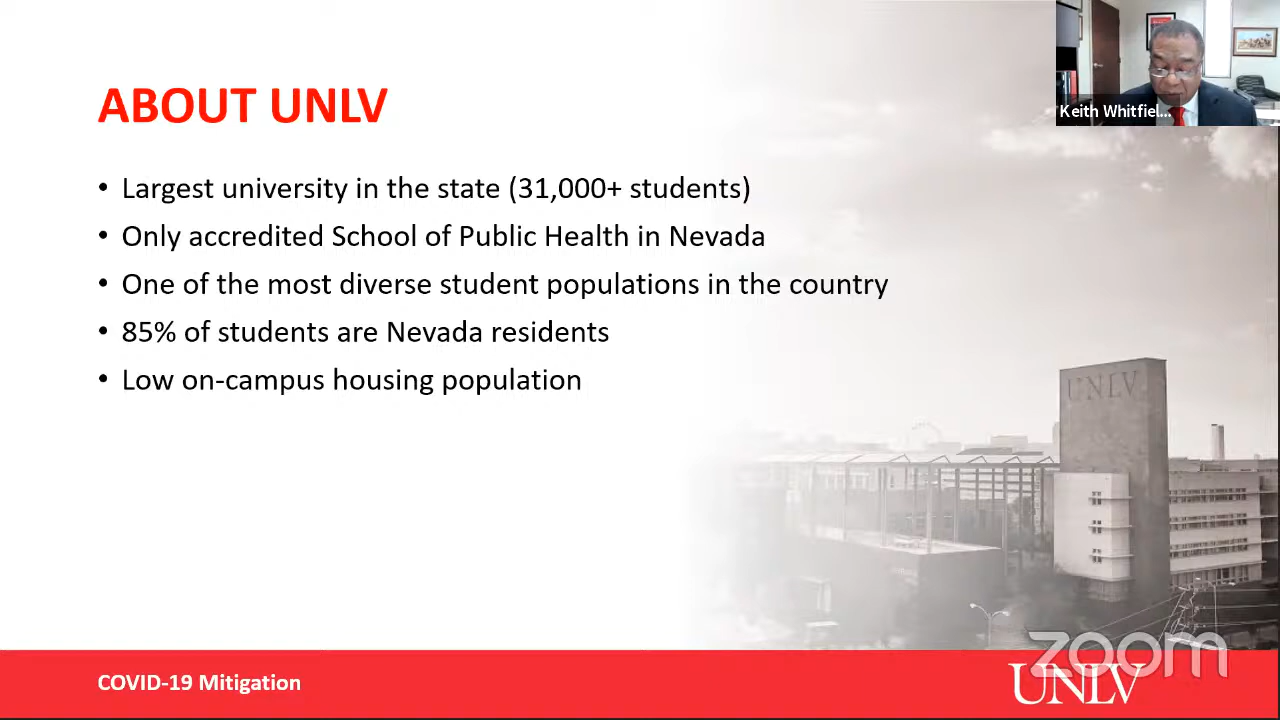 ABOUT UNLV
• Largest university in the state (31,000+ students)
• Only accredited School of Public Health in Nevada
• One of the most diverse student populations in the country
• 85% of students are Nevada residents
• Low on-campus housing population
Keith Whitfiel...
UNLV
zoom
COVID-19 Mitigation
UNLV